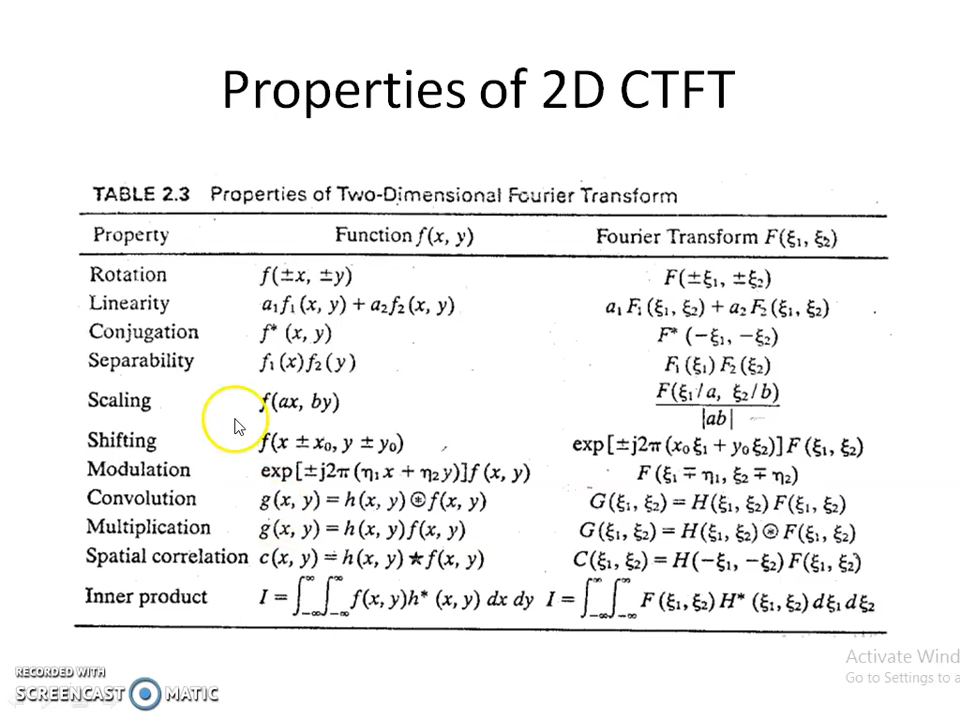 Properties of 2D CTFT
TABLE 2.3 Properties of Two-Dimensional Fourier Transform
Property Function f(x, y) Fourier Transform F(ξ₁, ξ₂)
Rotation f(±x, ±y) F(±ξ₁, ±ξ₂)
Linearity a₁f₁(x, y) + a₂f₂(x, y) a₁F₁(ξ₁, ξ₂) + a₂F₂(ξ₁, ξ₂)
Conjugation f* (x, y) F* (−ξ₁, −ξ₂)
Separability f₁(x)f₂(y) F₁(ξ₁)F₂(ξ₂)
Scaling f(ax, by) F(ξ₁/a, ξ₂/b) / |ab|
Shifting f(x ± x₀, y ± y₀) exp[±j2π(x₀ξ₁ + y₀ξ₂)]F(ξ₁, ξ₂)
Modulation exp[±j2π(η₁x + η₂y)]f(x, y) F(ξ₁ ∓ η₁, ξ₂ ∓ η₂)
Convolution g(x, y) = h(x, y) ⊛ f(x, y) G(ξ₁, ξ₂) = H(ξ₁, ξ₂)F(ξ₁, ξ₂)
Multiplication g(x, y) = h(x, y)f(x, y) G(ξ₁, ξ₂) = H(ξ₁, ξ₂) ⊛ F(ξ₁, ξ₂)
Spatial correlation c(x, y) = h(x, y) ★ f(x, y) C(ξ₁, ξ₂) = H(−ξ₁, −ξ₂)F(ξ₁, ξ₂)
Inner product I = ∫_{−∞}^{∞} ∫_{−∞}^{∞} f(x, y)h* (x, y) dx dy I = ∫_{−∞}^{∞} ∫_{−∞}^{∞} F(ξ₁, ξ₂)H* (ξ₁, ξ₂) dξ₁ dξ₂
Activate Wind
Go to Settings to a
RECORDED WITH
SCREENCAST MATIC